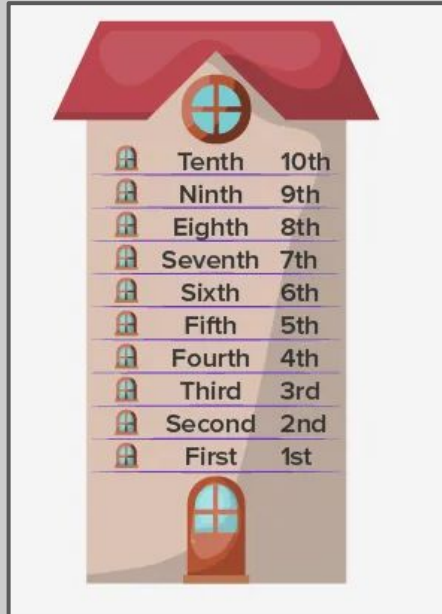 Tenth 10th
Ninth 9th
Eighth 8th
Seventh 7th
Sixth 6th
Fifth 5th
Fourth 4th
Third 3rd
Second 2nd
First 1st